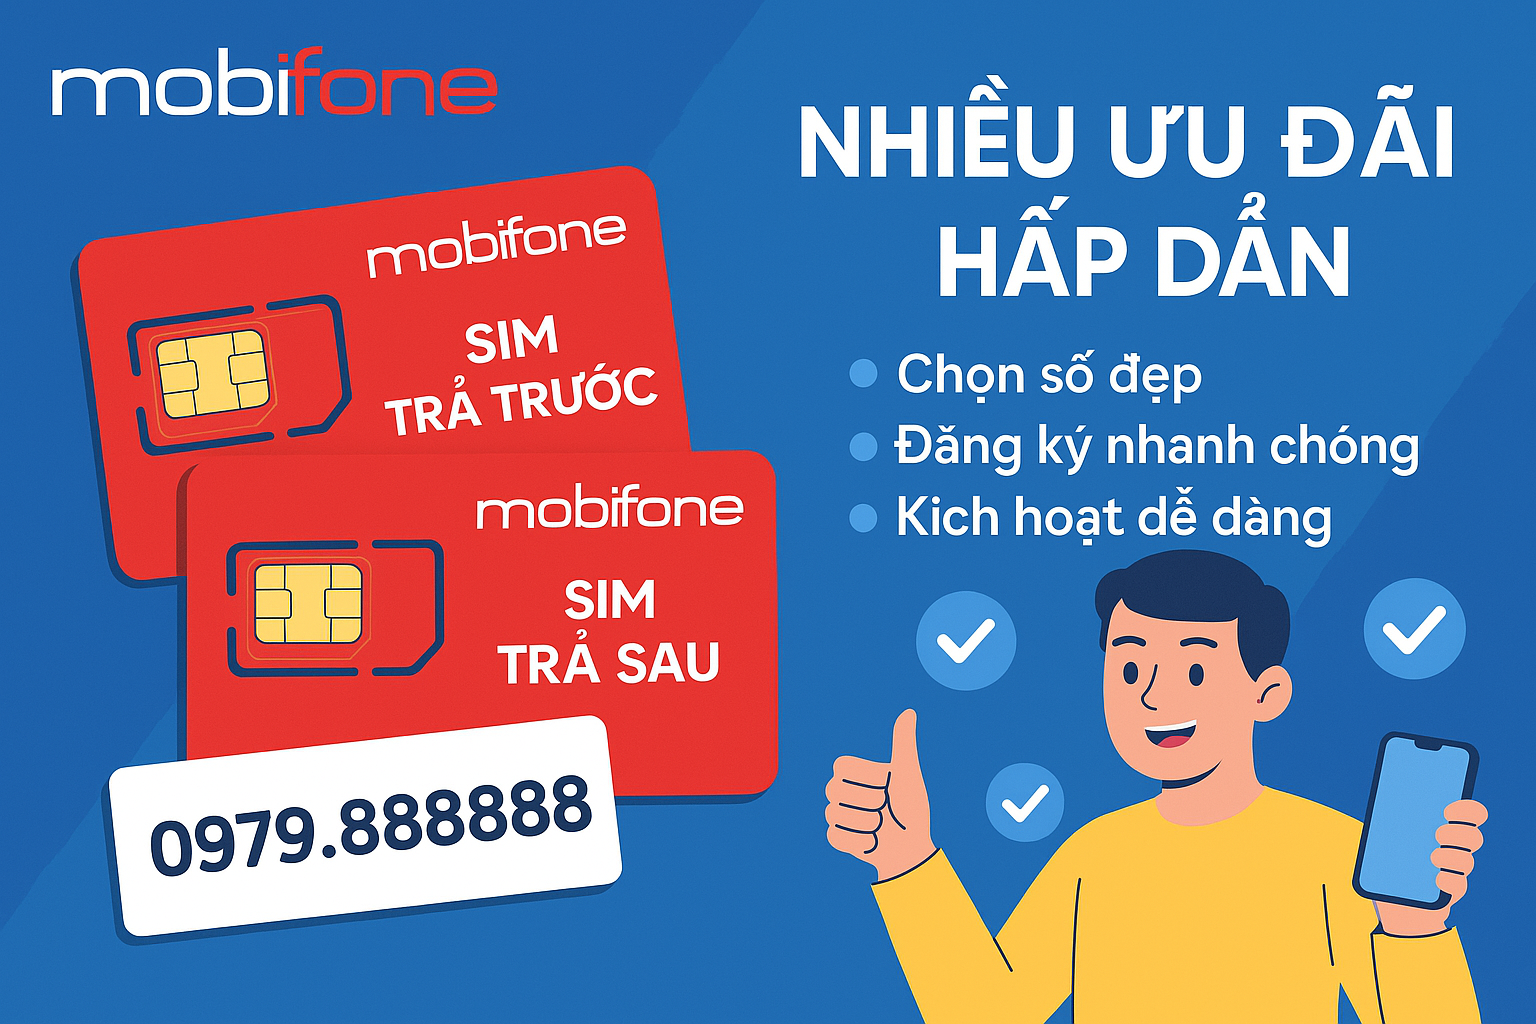 mobifone
NHIỀU ƯU ĐÃI
HẤP DẨN
Chọn số đẹp
Đăng ký nhanh chóng
Kich hoạt dễ dàng
mobifone
SIM
TRẢ TRƯỚC
mobifone
SIM
TRẢ SAU
0979.888888